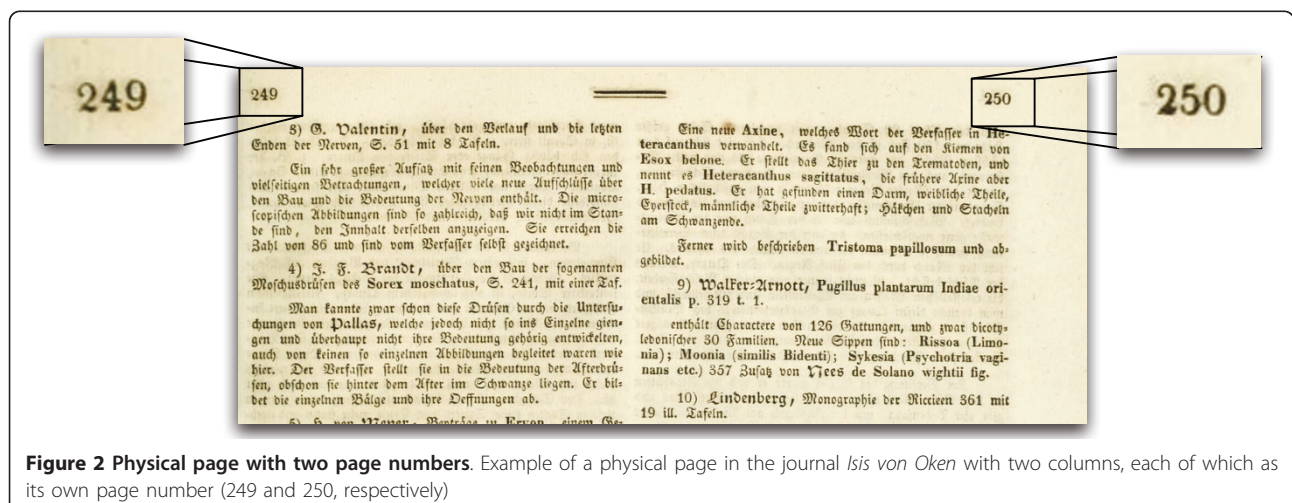 249
250
249
250
3) G. Valentin, über den Verlauf und die letzten
Enden der Nerven, S. 51 mit 8 Tafeln.
Ein sehr großer Aufsatz mit feinen Beobachtungen und
vielseitigen Betrachtungen, welcher viele neue Aufschlüsse über
den Bau und die Bedeutung der Nerven enthält. Die micro-
scopischen Abbildungen sind so zahlreich, daß wir nicht im Stan-
de sind, den Innhalt derselben anzuzeigen. Sie erreichen die
Zahl von 86 und sind vom Verfasser selbst gezeichnet.
4) J. F. Brandt, über den Bau der sogenannten
Moschusdrüsen des Sorex moschatus, S. 241, mit einer Taf.
Man kannte zwar schon diese Drüsen durch die Untersu-
chungen von Pallas, welche jedoch nicht so ins Einzelne gien-
gen und überhaupt nicht ihre Bedeutung gehörig entwickelten,
auch von keinen so einzelnen Abbildungen begleitet waren wie
hier. Der Verfasser stellt sie in die Bedeutung der Afterdrü-
sen, obschon sie hinter dem After im Schwanze liegen. Er bil-
det die einzelnen Bälge und ihre Oeffnungen ab.
5) H. von Meyer, Beyträge zu Eryon, einem Ge-
Eine neue Axine, welches Wort der Verfasser in He-
teracanthus verwandelt. Es fand sich auf den Kiemen von
Esox belone. Er stellt das Thier zu den Trematoden, und
nennt es Heteracanthus sagittatus, die frühere Axine aber
H. pedatus. Er hat gefunden einen Darm, weibliche Theile,
Eyerstock, männliche Theile zwitterhaft; Häkchen und Stacheln
am Schwanzende.
Ferner wird beschrieben Tristoma papillosum und ab-
gebildet.
9) Walker-Arnott, Pugillus plantarum Indiae ori-
entalis p. 319 t. 1.
enthält Charactere von 126 Gattungen, und zwar dicoty-
ledonischer 30 Familien. Neue Sippen sind: Rissoa (Limo-
nia); Moonia (similis Bidenti); Sykesia (Psychotria vagi-
nans etc.) 357 Zusatz von Nees de Solano wightii fig.
10) Lindenberg, Monographie der Riccieen 361 mit
19 ill. Tafeln.
Figure 2 Physical page with two page numbers. Example of a physical page in the journal Isis von Oken with two columns, each of which as
its own page number (249 and 250, respectively)